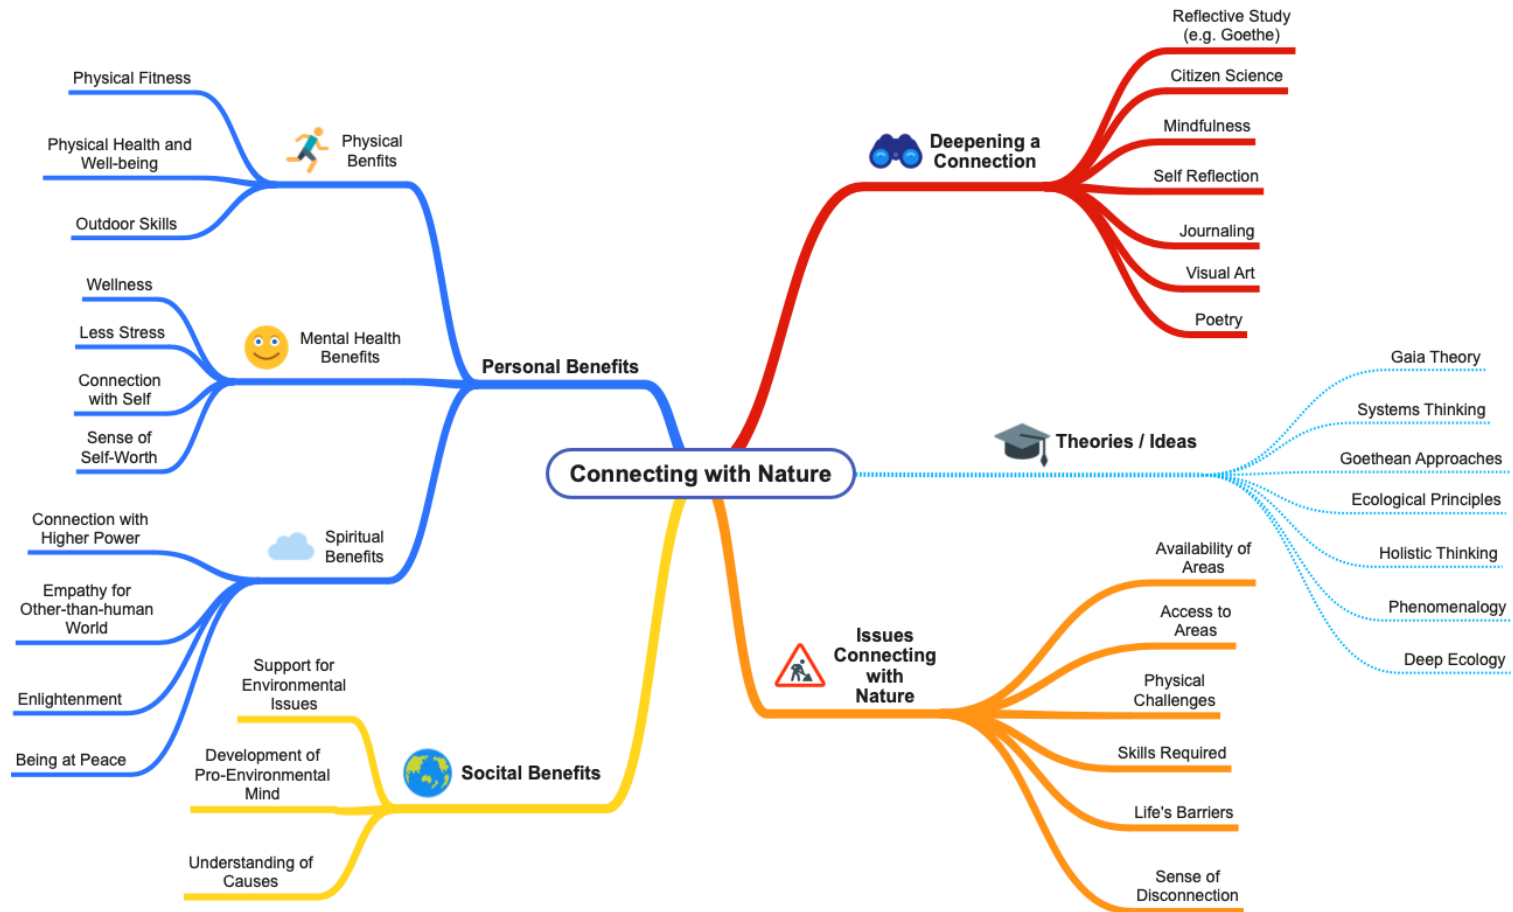 Connecting with Nature
Deepening a
Connection
Reflective Study
(e.g. Goethe)
Citizen Science
Mindfulness
Self Reflection
Journaling
Visual Art
Poetry
Theories / Ideas
Gaia Theory
Systems Thinking
Goethean Approaches
Ecological Principles
Holistic Thinking
Phenomenalogy
Deep Ecology
Issues
Connecting
with
Nature
Availability of
Areas
Access to
Areas
Physical
Challenges
Skills Required
Life's Barriers
Sense of
Disconnection
Socital Benefits
Support for
Environmental
Issues
Development of
Pro-Environmental
Mind
Understanding of
Causes
Personal Benefits
Physical
Benfits
Physical Fitness
Physical Health and
Well-being
Outdoor Skills
Mental Health
Benefits
Wellness
Less Stress
Connection
with Self
Sense of
Self-Worth
Spiritual
Benefits
Connection with
Higher Power
Empathy for
Other-than-human
World
Enlightenment
Being at Peace